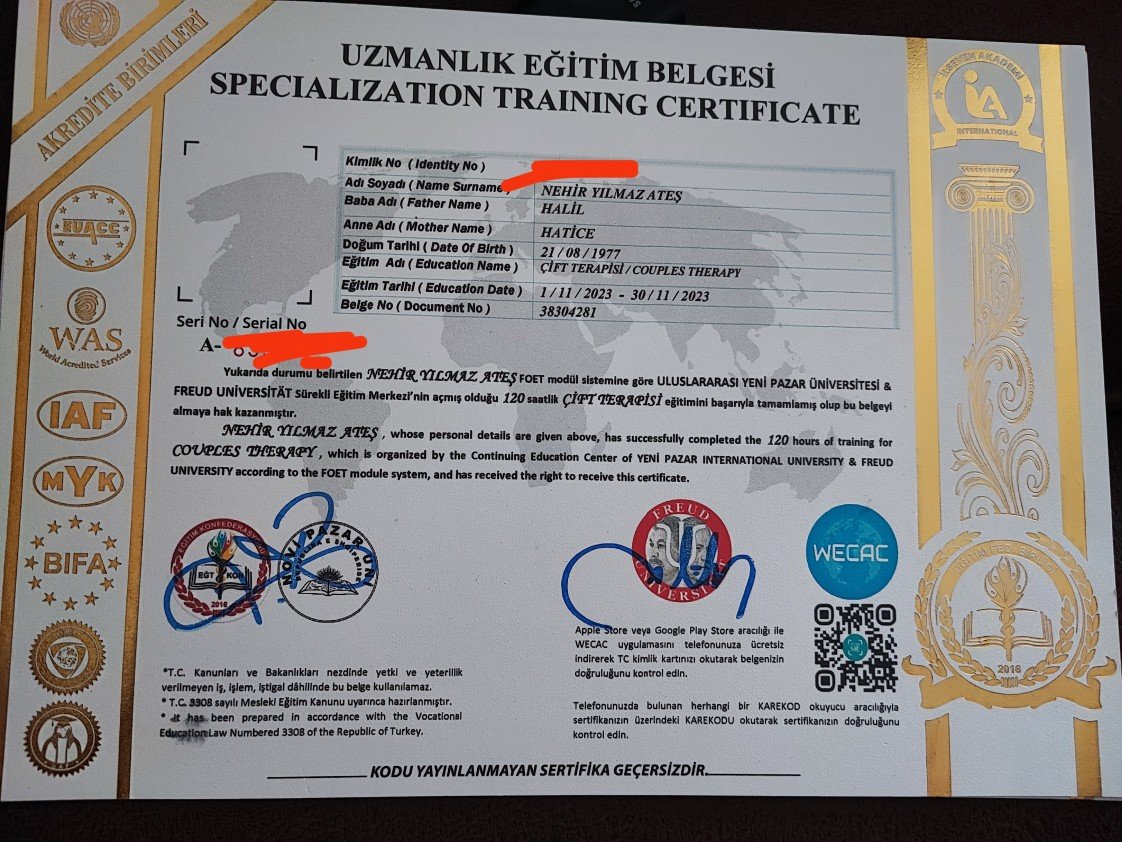 AKREDİTE BİRİMLERİ
UZMANLIK EĞİTİM BELGESİ
SPECIALIZATION TRAINING CERTIFICATE
AKADEMİ
İA
INTERNATIONAL
Kimlik No ( Identity No )
Adı Soyadı ( Name Surname NEHİR YILMAZ ATEŞ
Baba Adı ( Father Name ) HALİL
Anne Adı ( Mother Name ) HATİCE
Doğum Tarihi ( Date Of Birth ) 21 / 08 / 1977
Eğitim Adı ( Education Name ) ÇİFT TERAPİSİ / COUPLES THERAPY
Eğitim Tarihi ( Education Date ) 1 / 11 / 2023 - 30 / 11 / 2023
Belge No ( Document No ) 38304281
Seri No / Serial No
A-
EUACC
WAS
World Acredited Services
IAF
MYK
BIFA
Yukarıda durumu belirtilen NEHİR YILMAZ ATEŞ FOET modül sistemine göre ULUSLARARASI YENİ PAZAR ÜNİVERSİTESİ &
FREUD UNİVERSİTÄT Sürekli Eğitim Merkezi'nin açmış olduğu 120 saatlik ÇİFT TERAPİSİ eğitimini başarıyla tamamlamış olup bu belgeyi
almaya hak kazanmıştır.
NEHİR YILMAZ ATEŞ , whose personal details are given above, has successfully completed the 120 hours of training for
COUPLES THERAPY , which is organized by the Continuing Education Center of YENİ PAZAR INTERNATIONAL UNIVERSITY & FREUD
UNIVERSITY according to the FOET module system, and has received the right to receive this certificate.
EĞİTİM KONFEDERASYONU
EĞT KON
2016
NOVI PAZAR UNI
FREUD
UNIVERSITY
WECAC
Apple Store veya Google Play Store aracılığı ile
WECAC uygulamasını telefonunuza ücretsiz
indirerek TC kimlik kartınızı okutarak belgenizin
doğruluğunu kontrol edin.
Telefonunuzda bulunan herhangi bir KAREKOD okuyucu aracılığıyla
sertifikanızın üzerindeki KAREKODU okutarak sertifikanızın doğruluğunu
kontrol edin.
2016
*T.C. Kanunları ve Bakanlıkları nezdinde yetki ve yeterlilik
verilmeyen iş, işlem, iştigal dâhilinde bu belge kullanılamaz.
* T.C. 3308 sayılı Mesleki Eğitim Kanunu uyarınca hazırlanmıştır.
* It has been prepared in accordance with the Vocational
Education Law Numbered 3308 of the Republic of Turkey.
KODU YAYINLANMAYAN SERTİFİKA GEÇERSİZDİR.